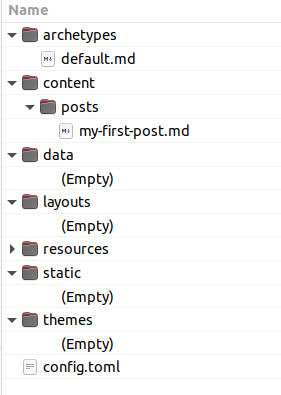 Name
archetypes
default.md
content
posts
my-first-post.md
data
(Empty)
layouts
(Empty)
resources
static
(Empty)
themes
(Empty)
config.toml